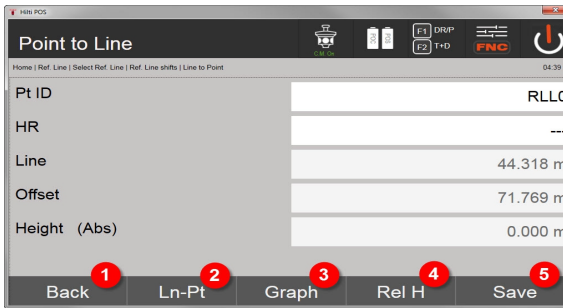 Hilti POS
Point to Line
C.M. On
POC
POC
F1 DR/P
F2 T+D
FNC
Home | Ref. Line | Select Ref. Line | Ref. Line shifts | Line to Point
04:39
Pt ID
RLL0
HR
---
Line
44.318 m
Offset
71.769 m
Height (Abs)
0.000 m
1
2
3
4
5
Back
Ln-Pt
Graph
Rel H
Save